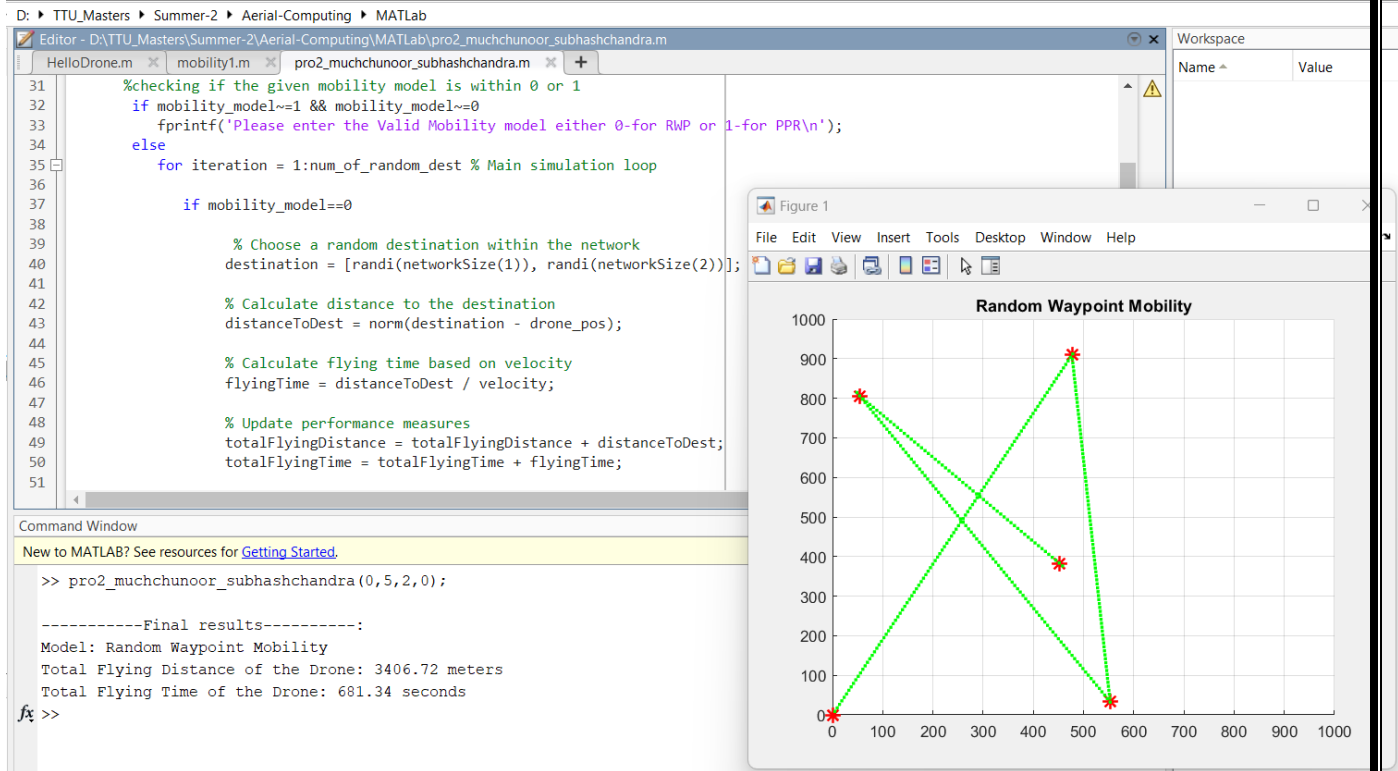 D: ▸ TTU_Masters ▸ Summer-2 ▸ Aerial-Computing ▸ MATLab
Editor - D:\TTU_Masters\Summer-2\Aerial-Computing\MATLab\pro2_muchchunoor_subhashchandra.m
HelloDrone.m × mobility1.m × pro2_muchchunoor_subhashchandra.m × +
31 %checking if the given mobility model is within 0 or 1
32 if mobility_model~=1 && mobility_model~=0
33 fprintf('Please enter the Valid Mobility model either 0-for RWP or 1-for PPR\n');
34 else
35 for iteration = 1:num_of_random_dest % Main simulation loop
36
37 if mobility_model==0
38
39 % Choose a random destination within the network
40 destination = [randi(networkSize(1)), randi(networkSize(2))];
41
42 % Calculate distance to the destination
43 distanceToDest = norm(destination - drone_pos);
44
45 % Calculate flying time based on velocity
46 flyingTime = distanceToDest / velocity;
47
48 % Update performance measures
49 totalFlyingDistance = totalFlyingDistance + distanceToDest;
50 totalFlyingTime = totalFlyingTime + flyingTime;
51
Command Window
New to MATLAB? See resources for Getting Started.
>> pro2_muchchunoor_subhashchandra(0,5,2,0);
-----------Final results----------:
Model: Random Waypoint Mobility
Total Flying Distance of the Drone: 3406.72 meters
Total Flying Time of the Drone: 681.34 seconds
fx >>
Workspace
Name Value
Figure 1
File Edit View Insert Tools Desktop Window Help
Random Waypoint Mobility
1000
900
800
700
600
500
400
300
200
100
0
0 100 200 300 400 500 600 700 800 900 1000